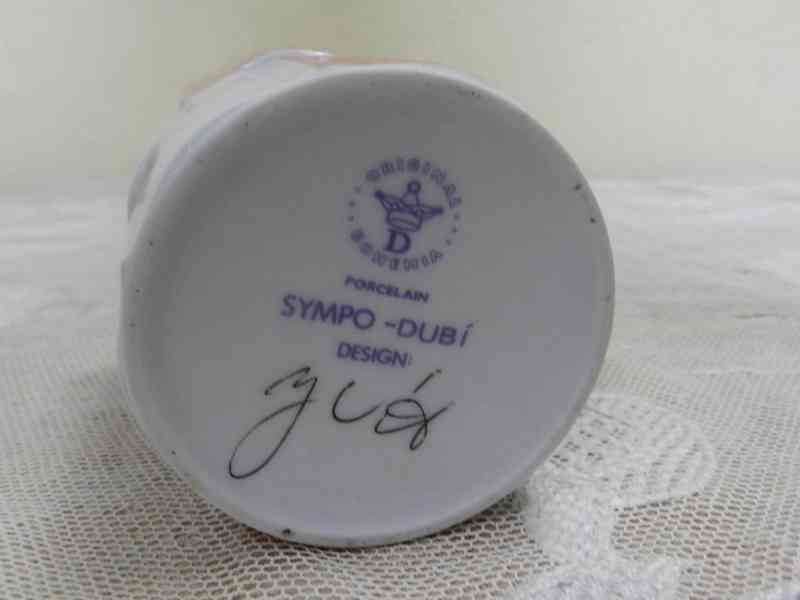 ORIGINAL
D
BOHEMIA
PORCELAIN
SYMPO-DUBí
DESIGN: